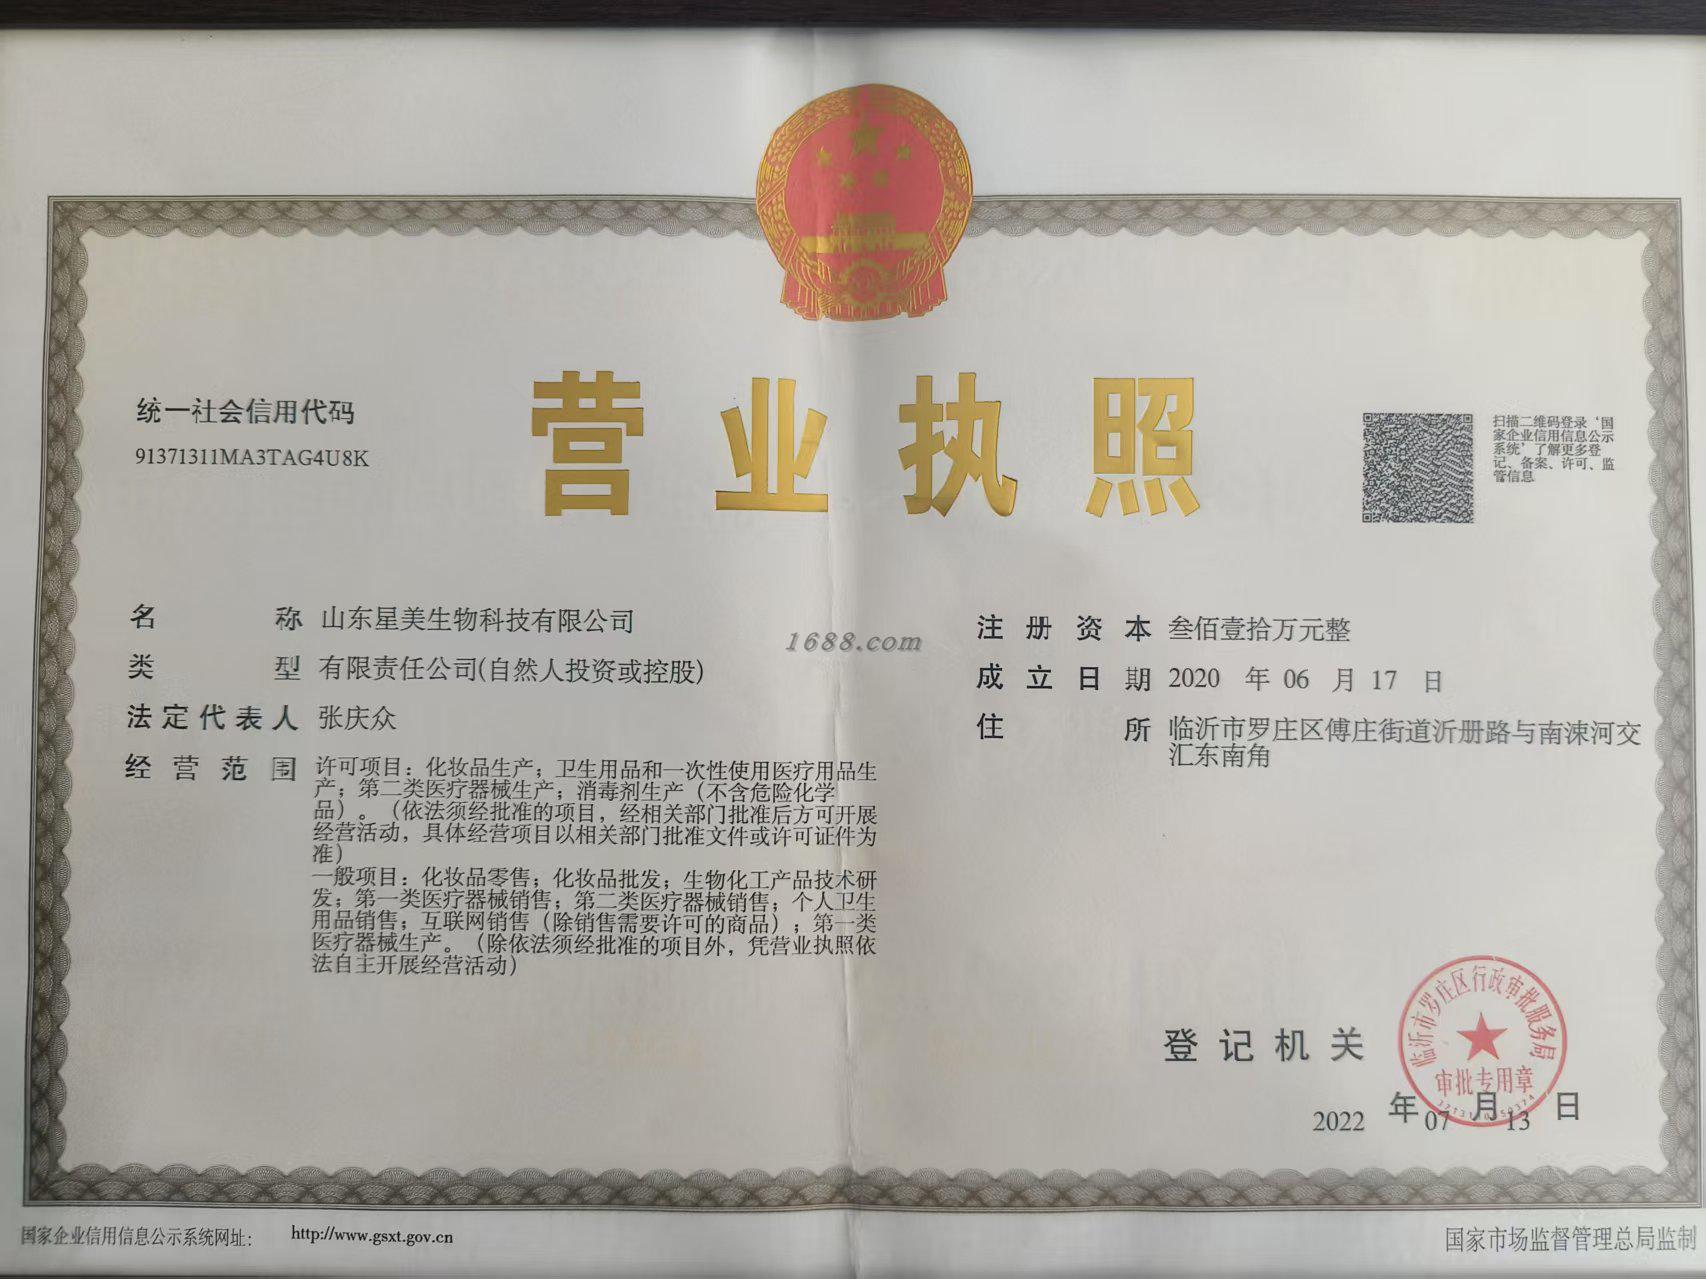 营业执照
统一社会信用代码
91371311MA3TAG4U8K
扫描二维码登录‘国
家企业信用信息公示
系统’了解更多登
记、备案、许可、监
管信息
名称 山东星美生物科技有限公司
类型 有限责任公司(自然人投资或控股)
法定代表人 张庆众
经营范围 许可项目：化妆品生产；卫生用品和一次性使用医疗用品生
产；第二类医疗器械生产；消毒剂生产（不含危险化学
品）。（依法须经批准的项目，经相关部门批准后方可开展
经营活动，具体经营项目以相关部门批准文件或许可证件为
准）
一般项目：化妆品零售；化妆品批发；生物化工产品技术研
发；第一类医疗器械销售；第二类医疗器械销售；个人卫生
用品销售；互联网销售（除销售需要许可的商品）；第一类
医疗器械生产。（除依法须经批准的项目外，凭营业执照依
法自主开展经营活动）
1688.com
注册资本 叁佰壹拾万元整
成立日期 2020 年 06 月 17 日
住所 临沂市罗庄区傅庄街道沂册路与南涑河交
汇东南角
登记机关
临沂市罗庄区行政审批服务局
审批专用章
2022 年 07 月 13 日
国家企业信用信息公示系统网址： http://www.gsxt.gov.cn
国家市场监督管理总局监制